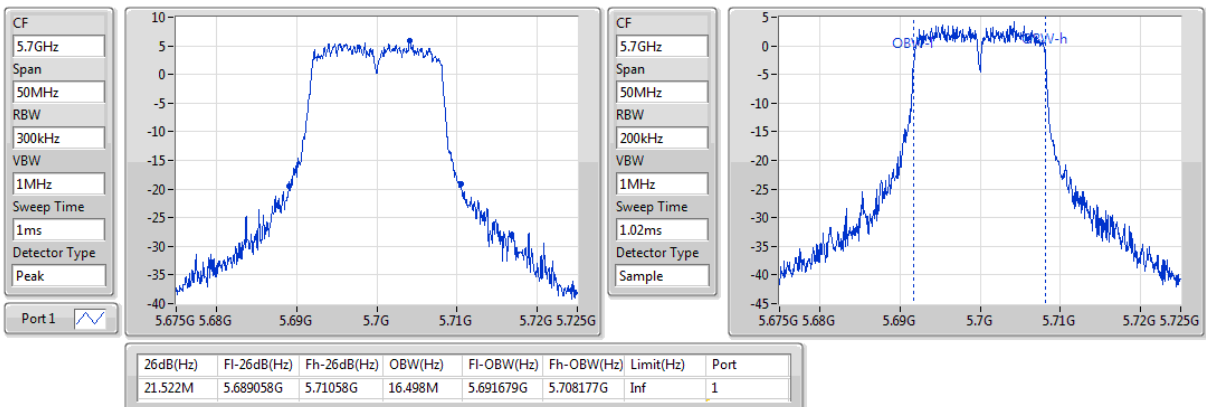 CF
5.7GHz
Span
50MHz
RBW
300kHz
VBW
1MHz
Sweep Time
1ms
Detector Type
Peak
Port 1
10
5
0
-5
-10
-15
-20
-25
-30
-35
-40
5.675G 5.68G 5.69G 5.7G 5.71G 5.72G 5.725G
CF
5.7GHz
Span
50MHz
RBW
200kHz
VBW
1MHz
Sweep Time
1.02ms
Detector Type
Sample
5
0
-5
-10
-15
-20
-25
-30
-35
-40
-45
OBW-h
5.675G 5.68G 5.69G 5.7G 5.71G 5.72G 5.725G
26dB(Hz) Fl-26dB(Hz) Fh-26dB(Hz) OBW(Hz) Fl-OBW(Hz) Fh-OBW(Hz) Limit(Hz) Port
21.522M 5.689058G 5.71058G 16.498M 5.691679G 5.708177G Inf 1